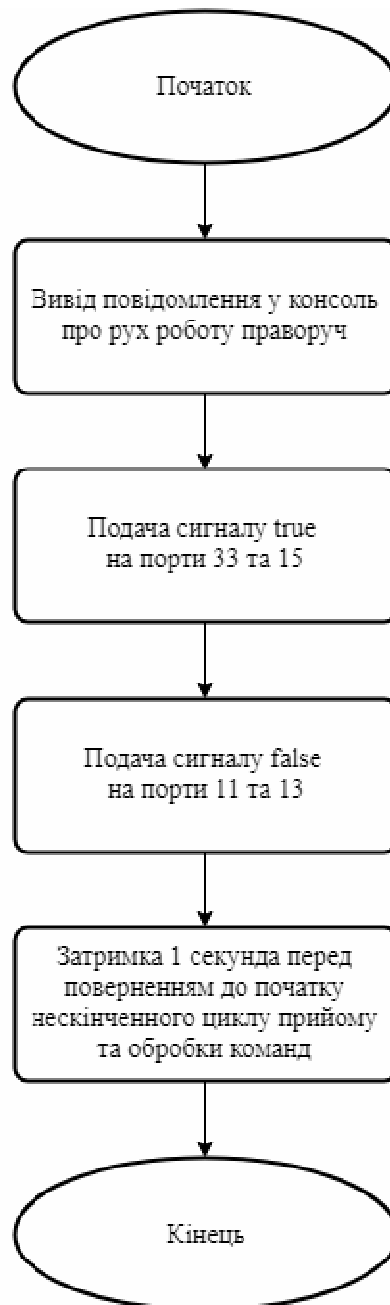 Початок
Вивід повідомлення у консоль
про рух роботу праворуч
Подача сигналу true
на порти 33 та 15
Подача сигналу false
на порти 11 та 13
Затримка 1 секунда перед
поверненням до початку
нескінченного циклу прийому
та обробки команд
Кінець